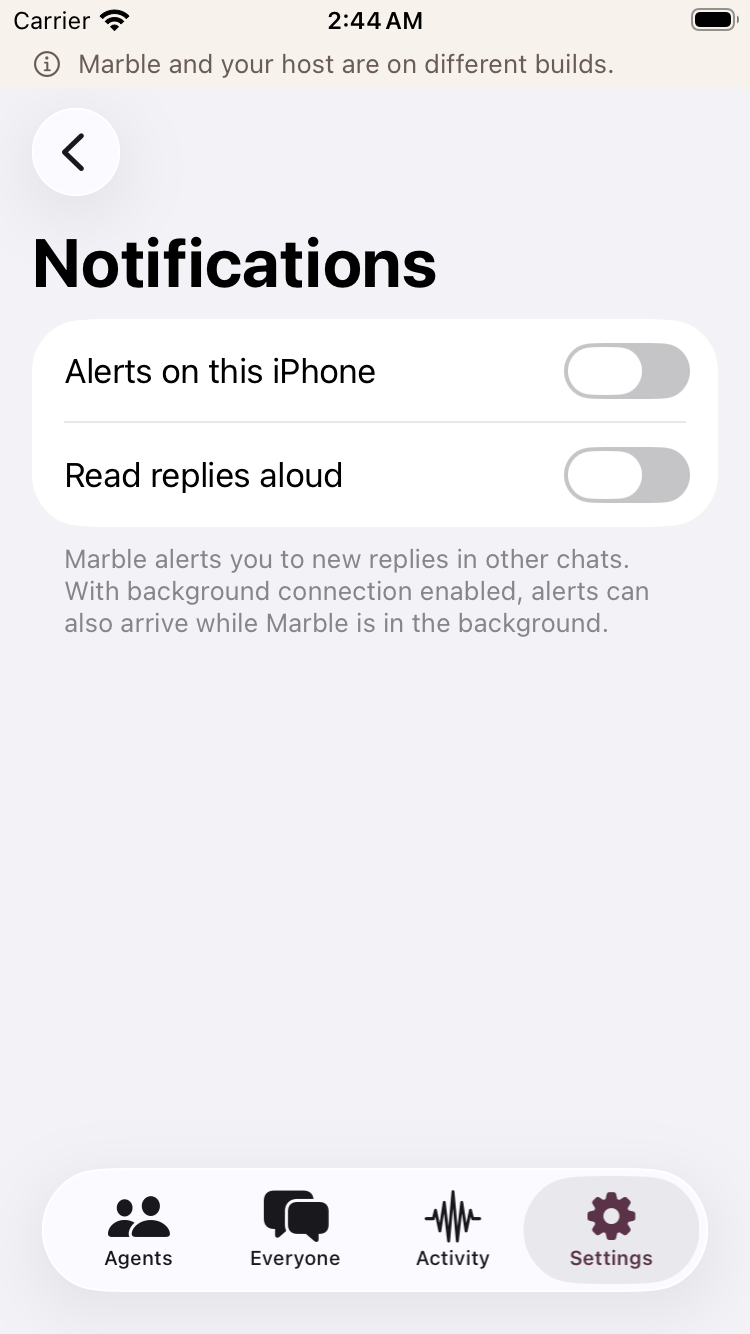 Carrier 2:44 AM
Marble and your host are on different builds.
Notifications
Alerts on this iPhone
Read replies aloud
Marble alerts you to new replies in other chats.
With background connection enabled, alerts can
also arrive while Marble is in the background.
Agents Everyone Activity Settings